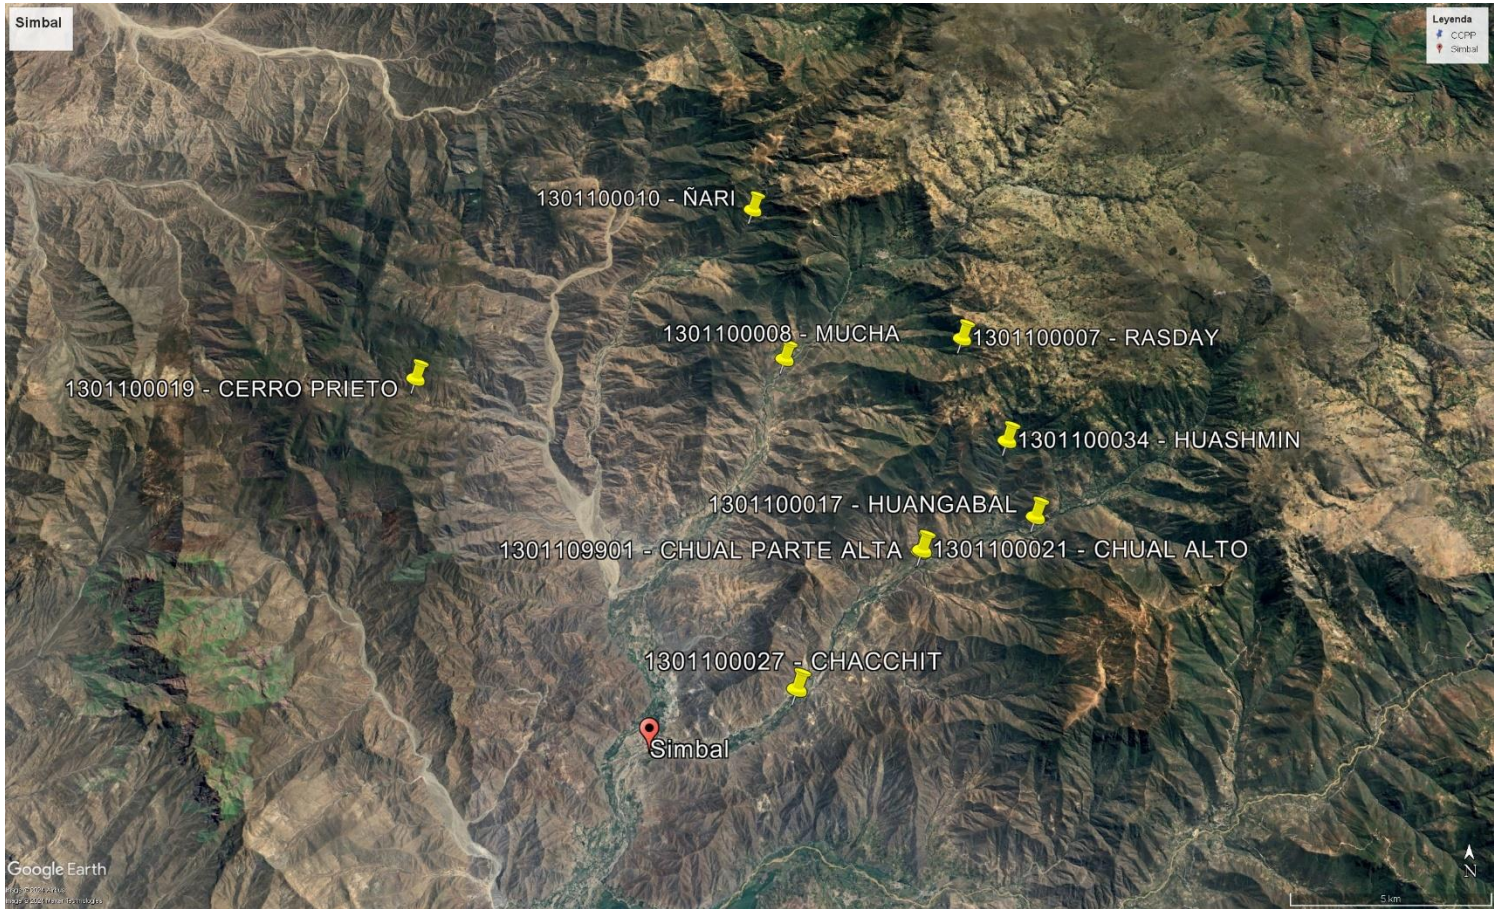 Simbal
Leyenda
CCPP
Simbal
1301100010 - ÑARI
1301100008 - MUCHA
1301100007 - RASDAY
1301100019 - CERRO PRIETO
1301100034 - HUASHMIN
1301100017 - HUANGABAL
1301109901 - CHUAL PARTE ALTA
1301100021 - CHUAL ALTO
1301100027 - CHACCHIT
Simbal
Google Earth
N
5 km